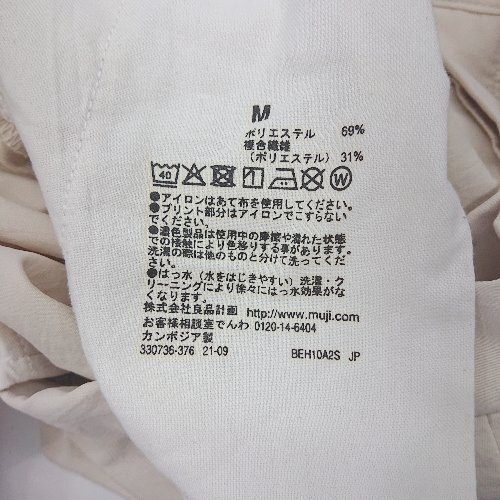 M
ポリエステル 69%
複合繊維
(ポリエステル) 31%
40 W
●アイロンはあて布を使用してください。
●プリント部分はアイロンでこすらない
でください。
●濃色製品は使用中の摩擦や濡れた状態
での接触により色移りする事があります。
洗濯の際は他のものと分けて洗ってくだ
さい。
●はっ水(水をはじきやすい)洗濯・ク
リーニングにより徐々にはっ水効果がな
くなります。
株式会社良品計画 http://www.muji.com/
お客様相談室でんわ 0120-14-6404
カンボジア製
330736-376 21-09 BEH10A2S JP